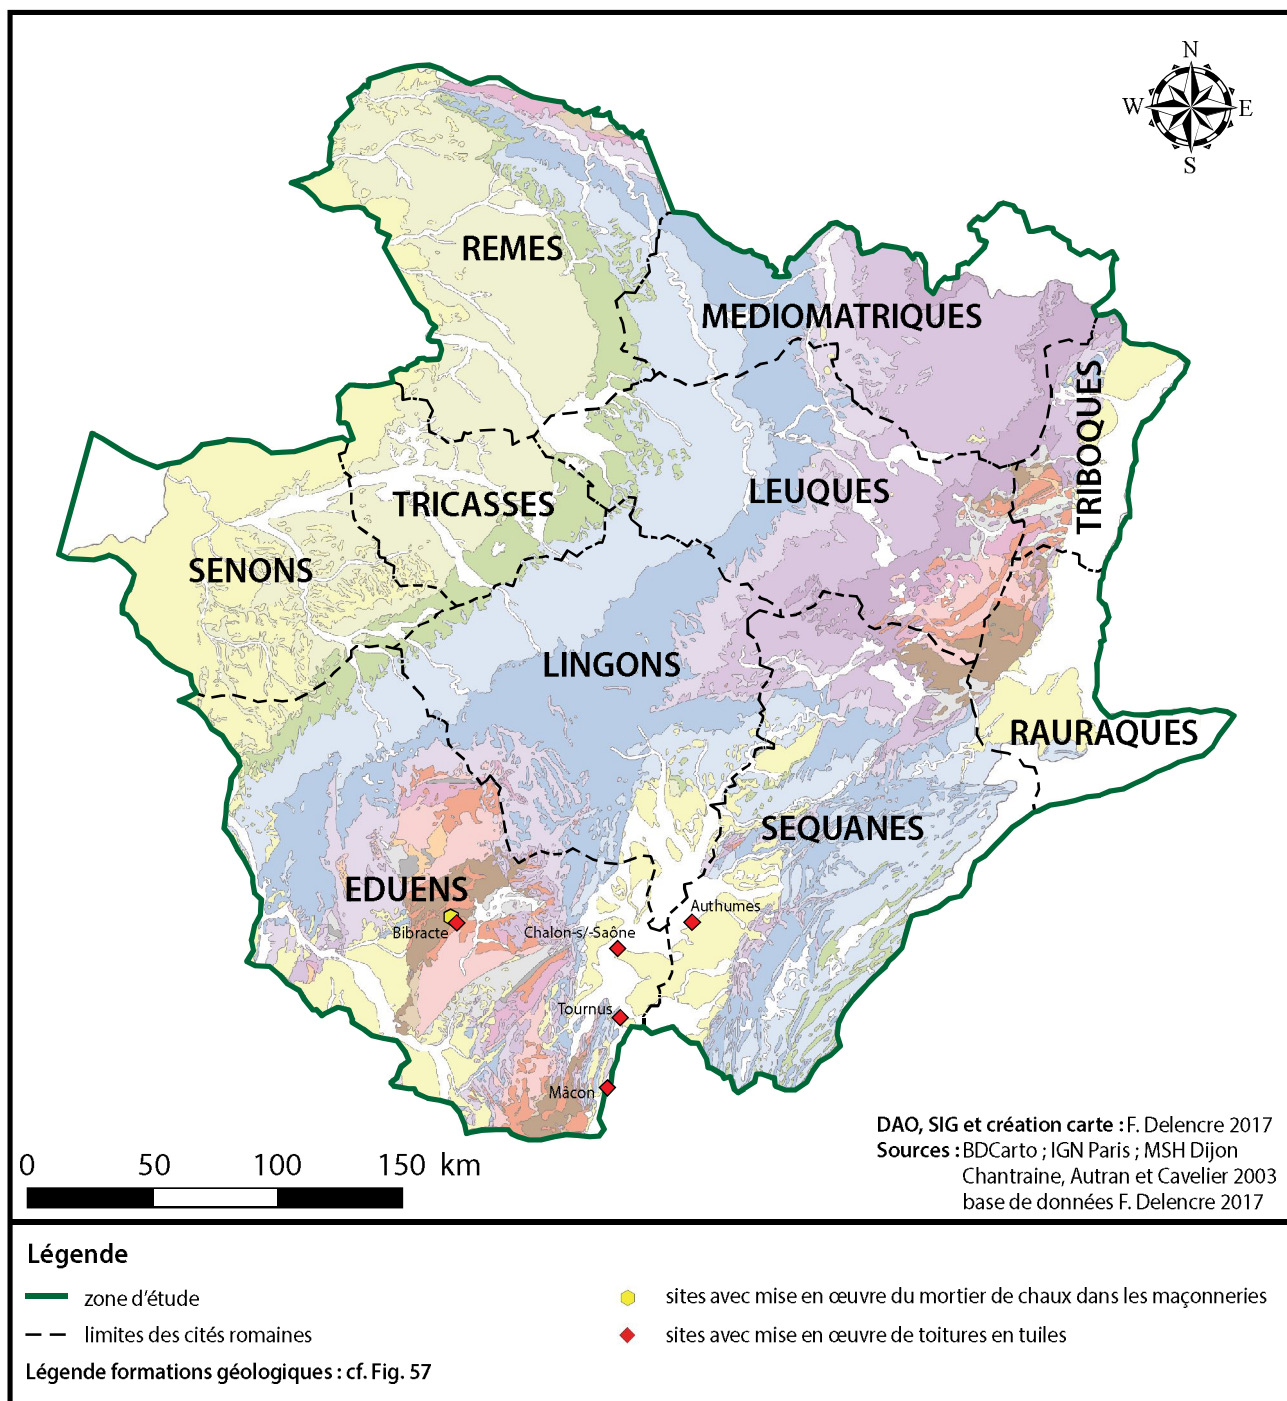 N
W E
S
REMES
MEDIOMATRIQUES
TRIBOQUES
LEUQUES
TRICASSES
SENONS
LINGONS
RAURAQUES
SEQUANES
EDUENS
Authumes
Bibracte
Chalon-s/-Saône
Tournus
Mâcon
DAO, SIG et création carte : F. Delencre 2017
Sources : BDCarto ; IGN Paris ; MSH Dijon
Chantraine, Autran et Cavelier 2003
base de données F. Delencre 2017
0 50 100 150 km
Légende
zone d'étude
limites des cités romaines
Légende formations géologiques : cf. Fig. 57
sites avec mise en œuvre du mortier de chaux dans les maçonneries
sites avec mise en œuvre de toitures en tuiles